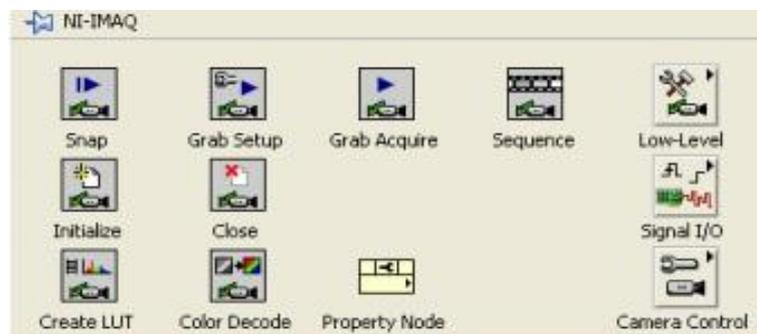 NI-IMAQ
Snap Grab Setup Grab Acquire Sequence Low-Level
Initialize Close Signal I/O
Create LUT Color Decode Property Node Camera Control